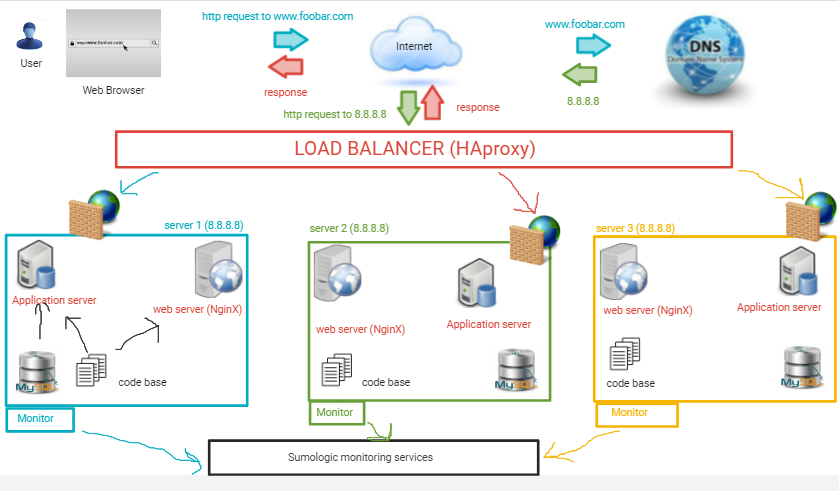 http request to www.foobar.com
www.foobar.com
Internet
DNS
Domain Name System
User
Web Browser
response
8.8.8.8
http request to 8.8.8.8
response
LOAD BALANCER (HAproxy)
server 1 (8.8.8.8)
server 2 (8.8.8.8)
server 3 (8.8.8.8)
Application server
web server (NginX)
web server (NginX)
Application server
web server (NginX)
Application server
MySQL
code base
code base
MySQL
code base
MySQL
Monitor
Monitor
Monitor
Sumologic monitoring services